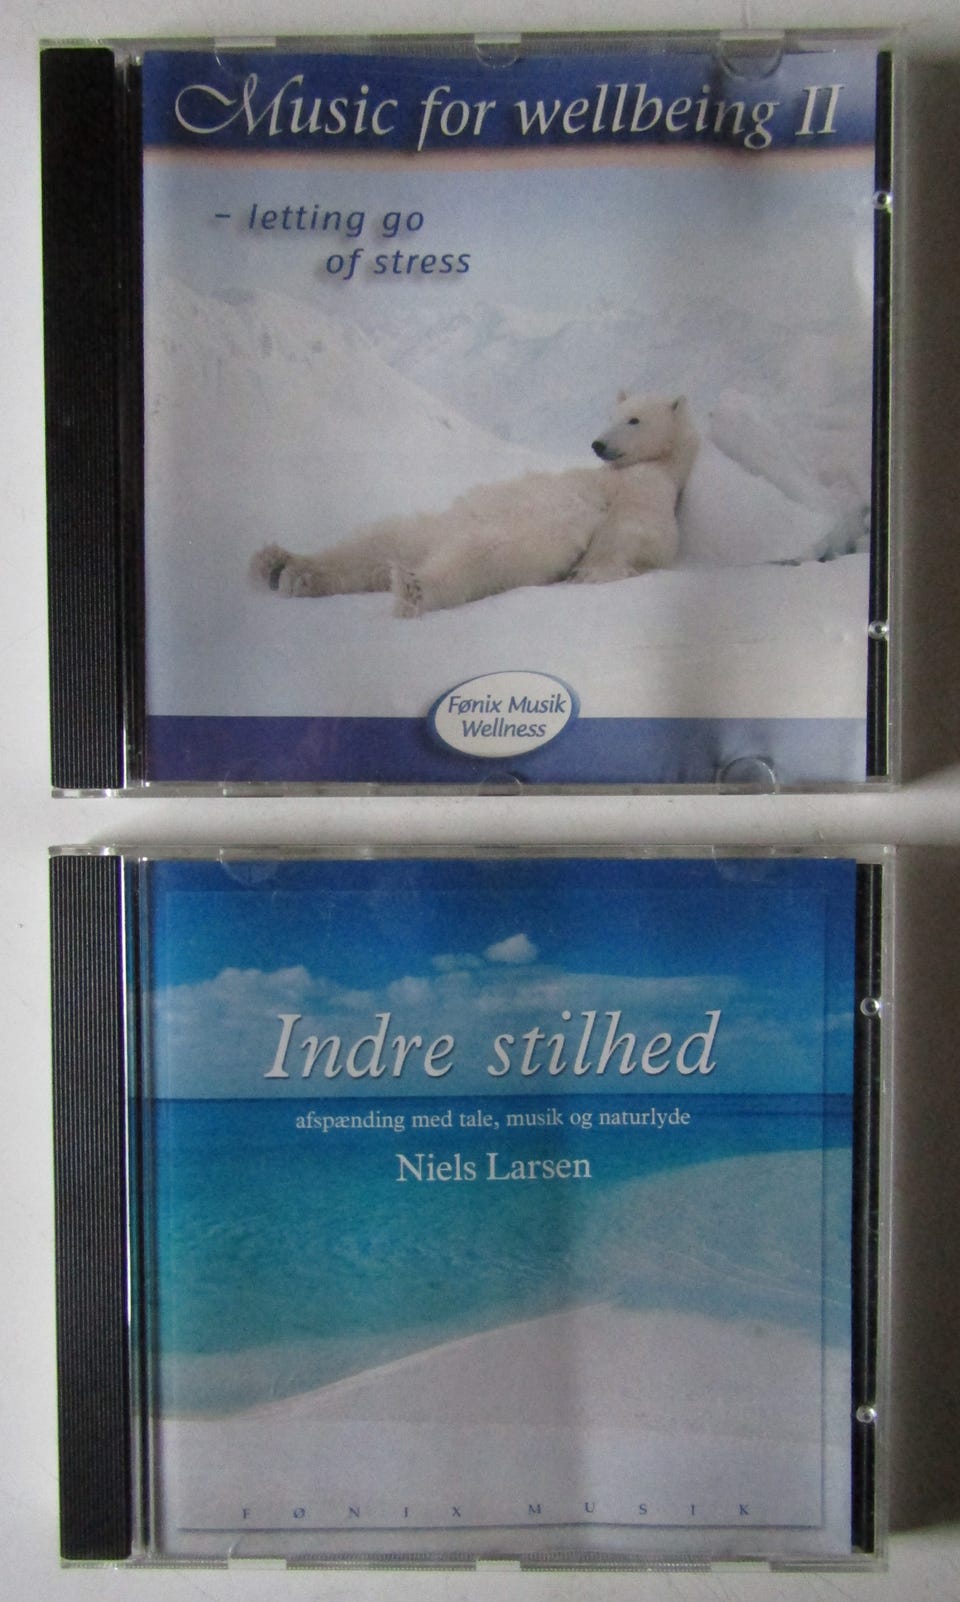 Music for wellbeing II
– letting go
of stress
Fønix Musik
Wellness
Indre stilhed
afspænding med tale, musik og naturlyde
Niels Larsen
FØNIX MUSIK